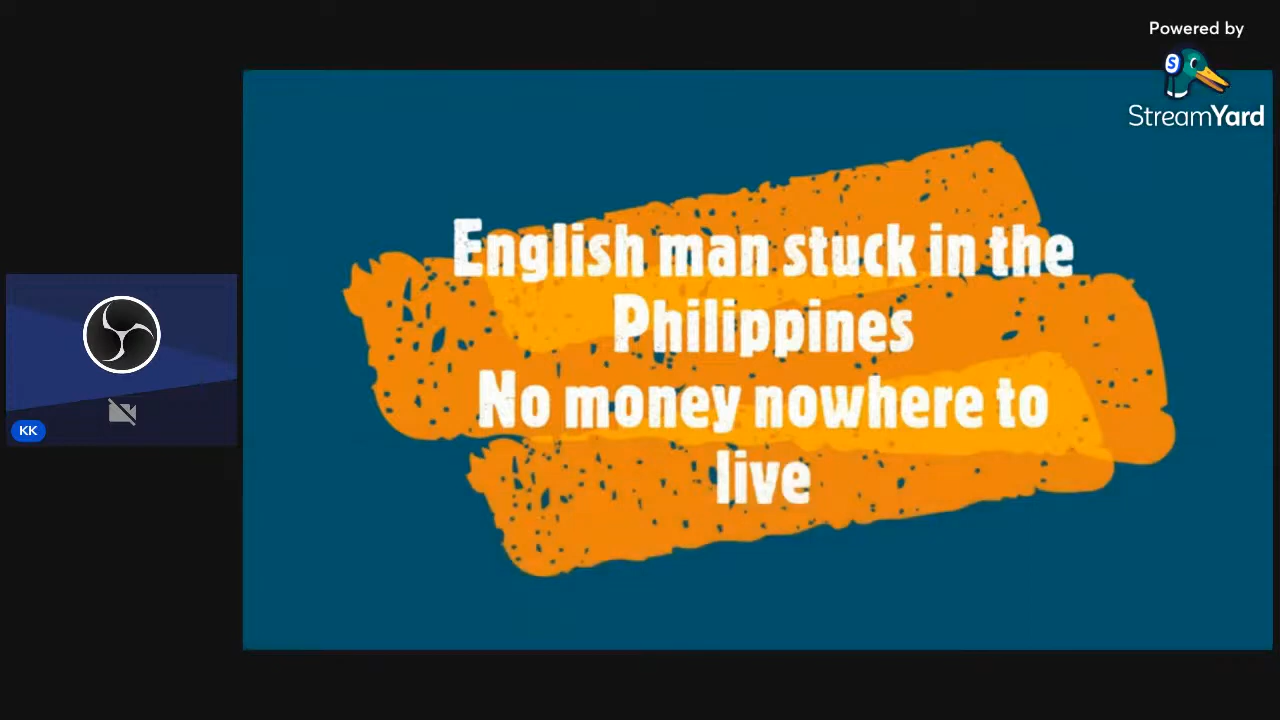 Powered by
S
StreamYard
English man stuck in the
Philippines
No money nowhere to
live
KK